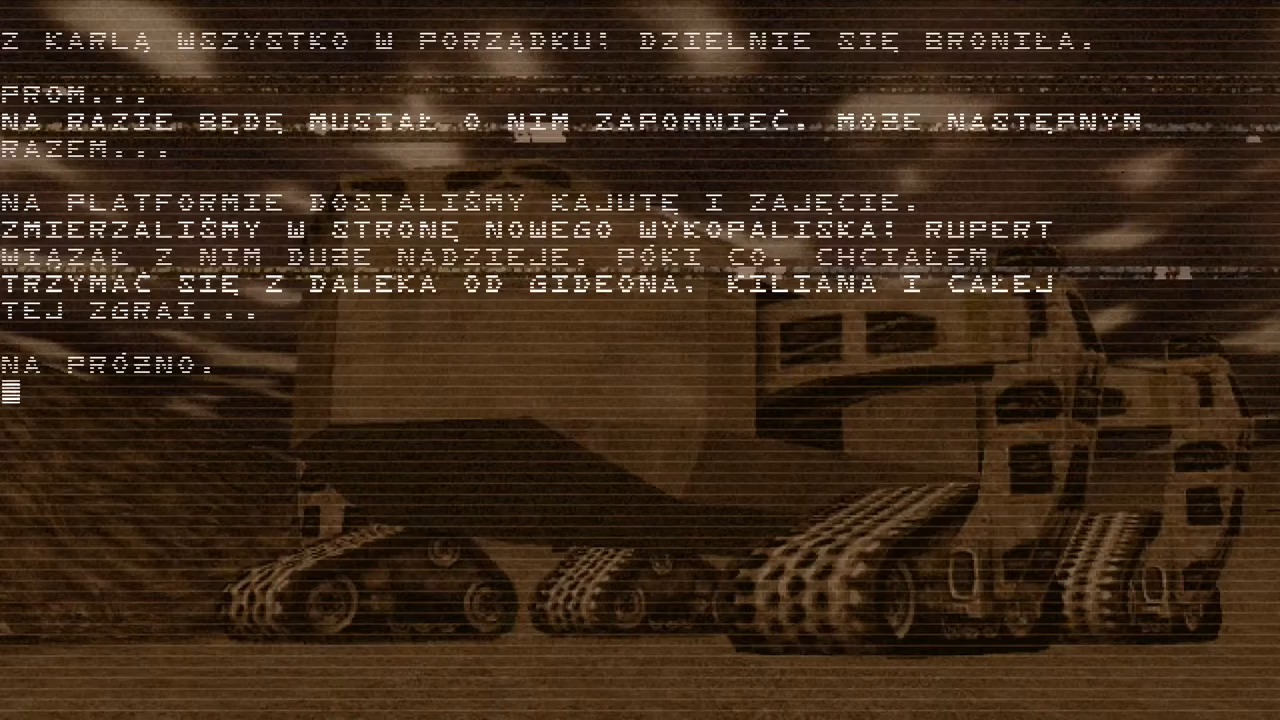 Z KARLĄ WSZYSTKO W PORZĄDKU; DZIELNIE SIĘ BRONIŁA.
PROM...
NA RAZIE BĘDĘ MUSIAŁ O NIM ZAPOMNIEĆ. MOŻE NASTĘPNYM
RAZEM...
NA PLATFORMIE DOSTALIŚMY KAJUTĘ I ZAJĘCIE.
ZMIERZALIŚMY W STRONĘ NOWEGO WYKOPALISKA; RUPERT
WIĄZAŁ Z NIM DUŻE NADZIEJE. PÓKI CO, CHCIAŁEM
TRZYMAĆ SIĘ Z DALEKA OD GIDEONA, KILIANA I CAŁEJ
TEJ ZGRAI...
NA PRÓŻNO.